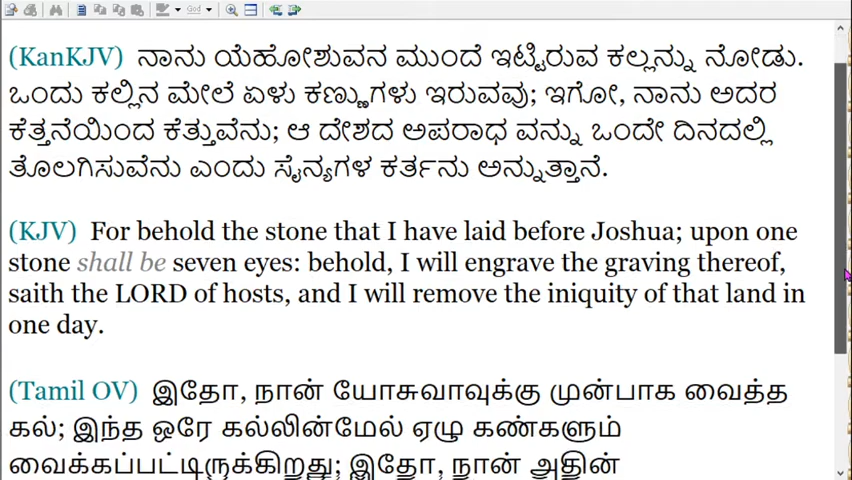 God
(KanKJV) ನಾನು ಯೆಹೋಶುವನ ಮುಂದೆ ಇಟ್ಟಿರುವ ಕಲ್ಲನ್ನು ನೋಡು.
ಒಂದು ಕಲ್ಲಿನ ಮೇಲೆ ಏಳು ಕಣ್ಣುಗಳು ಇರುವವು; ಇಗೋ, ನಾನು ಅದರ
ಕೆತ್ತನೆಯಿಂದ ಕೆತ್ತುವೆನು; ಆ ದೇಶದ ಅಪರಾಧ ವನ್ನು ಒಂದೇ ದಿನದಲ್ಲಿ
ತೊಲಗಿಸುವೆನು ಎಂದು ಸೈನ್ಯಗಳ ಕರ್ತನು ಅನ್ನುತ್ತಾನೆ.
(KJV) For behold the stone that I have laid before Joshua; upon one
stone shall be seven eyes: behold, I will engrave the graving thereof,
saith the LORD of hosts, and I will remove the iniquity of that land in
one day.
(Tamil OV) இதோ, நான் யோசுவாவுக்கு முன்பாக வைத்த
கல்; இந்த ஒரே கல்லின்மேல் ஏழு கண்களும்
வைக்கப்பட்டிருக்கிறது; இதோ, நான் அதின்